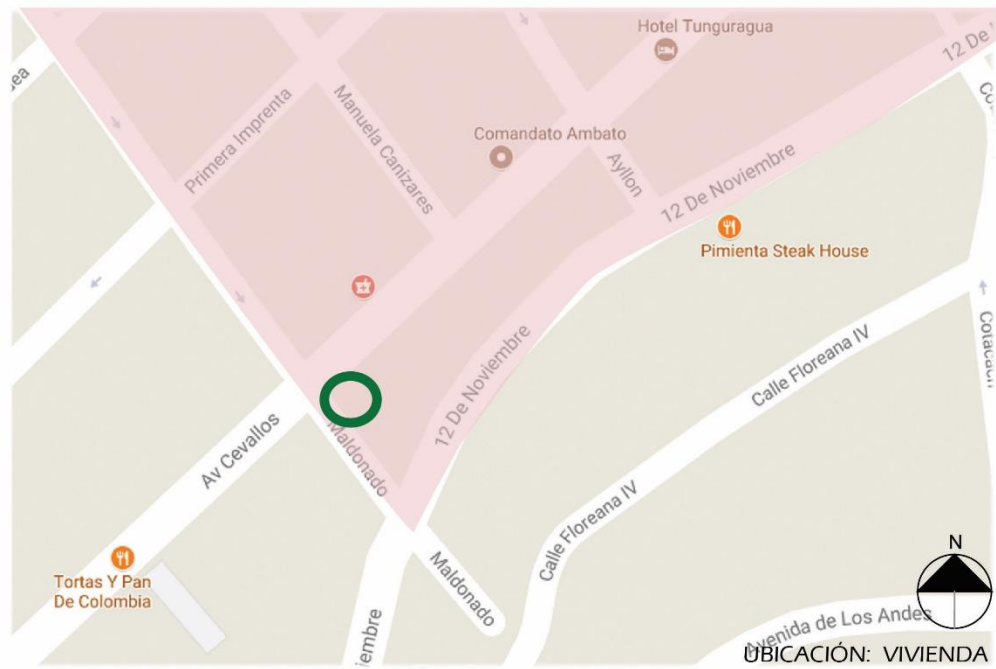 Hotel Tunguragua
12 De
Primera Imprenta
Manuela Canizares
Comandato Ambato
Ayllon
12 De Noviembre
Pimienta Steak House
12 De Noviembre
Calle Floreana IV
Av Cevallos
Maldonado
Calle Floreana IV
Tortas Y Pan
De Colombia
Maldonado
N
Avenida de Los Andes
UBICACIÓN: VIVIENDA